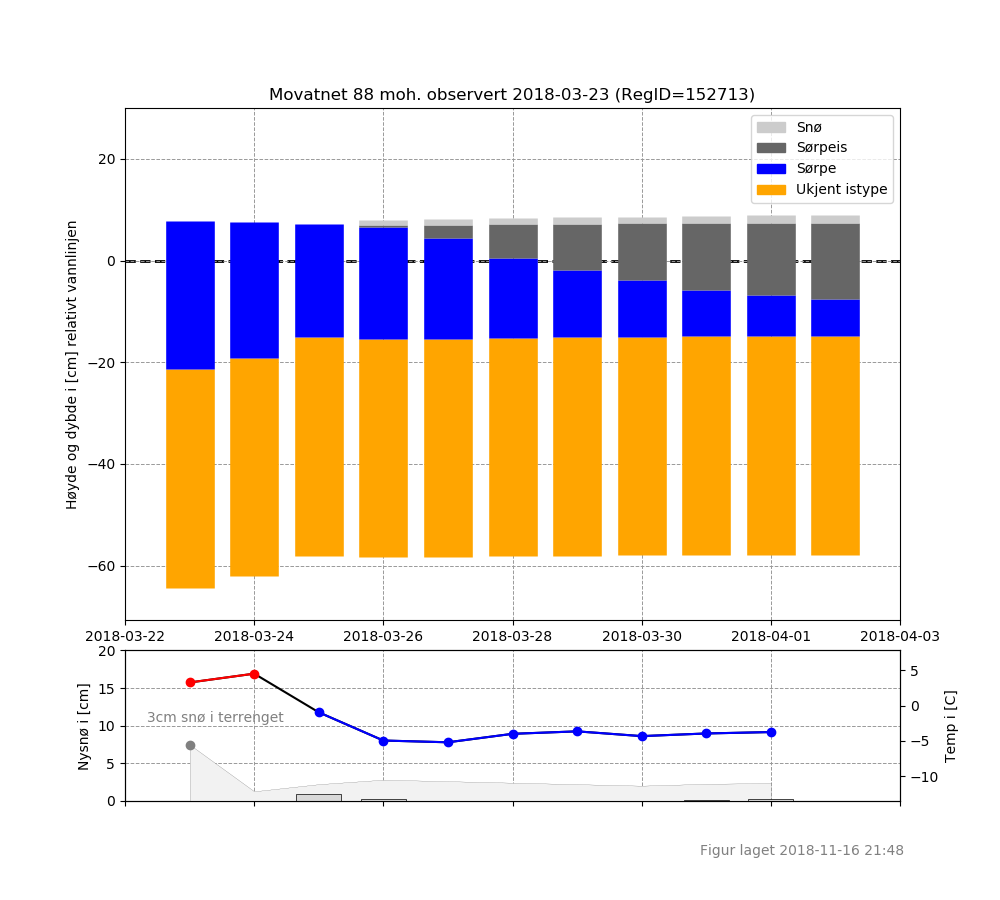 Movatnet 88 moh. observert 2018-03-23 (RegID=152713)
Snø
Sørpeis
Sørpe
Ukjent istype
Høyde og dybde i [cm] relativt vannlinjen
20
0
−20
−40
−60
2018-03-22 2018-03-24 2018-03-26 2018-03-28 2018-03-30 2018-04-01 2018-04-03
Nysnø i [cm]
20
15
10
5
0
3cm snø i terrenget
5
0
−5
−10
Temp i [C]
Figur laget 2018-11-16 21:48